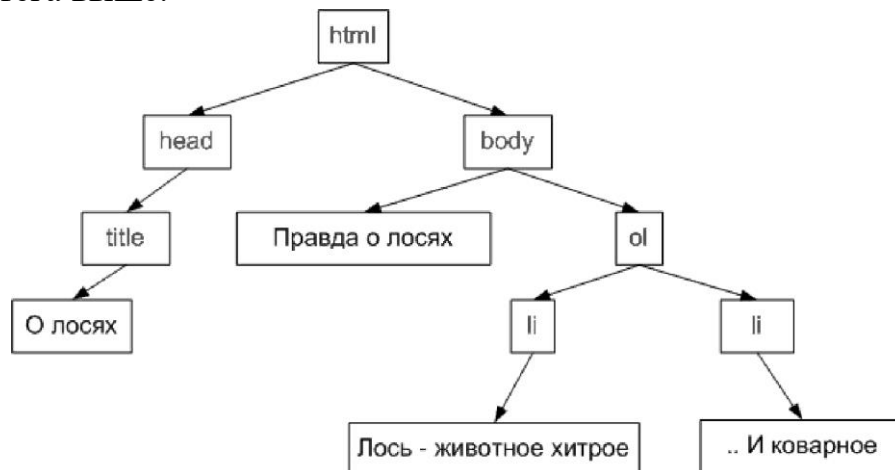 html
head body
title Правда о лосях ol
О лосях li li
Лось - животное хитрое .. И коварное